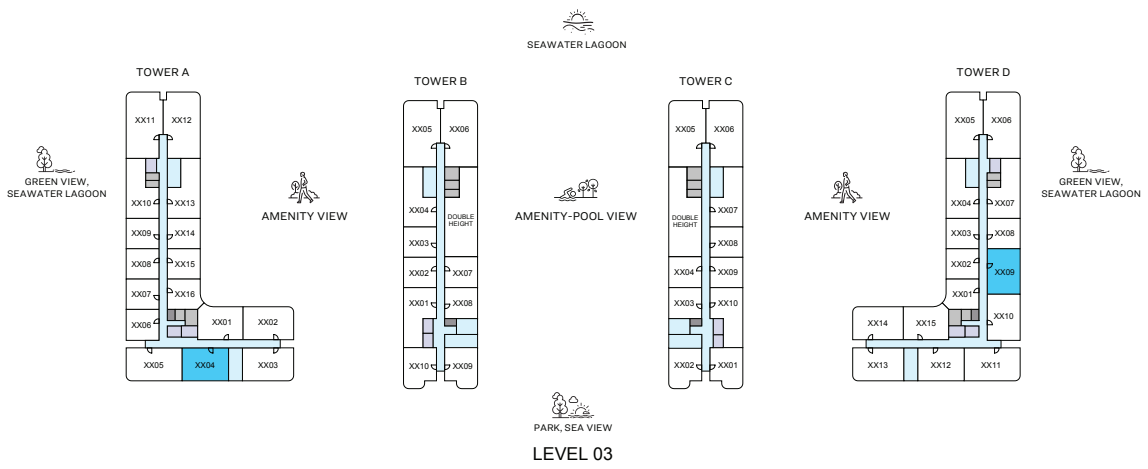 SEAWATER LAGOON
TOWER A
TOWER B
TOWER C
TOWER D
XX11
XX12
XX10
XX13
XX09
XX14
XX08
XX15
XX07
XX16
XX06
XX01
XX02
XX05
XX04
XX03
XX05
XX06
XX04
DOUBLE
HEIGHT
XX03
XX02
XX07
XX01
XX08
XX10
XX09
XX05
XX06
XX07
DOUBLE
HEIGHT
XX08
XX04
XX09
XX03
XX10
XX02
XX01
XX05
XX06
XX04
XX07
XX03
XX08
XX02
XX09
XX01
XX10
XX14
XX15
XX13
XX12
XX11
GREEN VIEW,
SEAWATER LAGOON
AMENITY VIEW
AMENITY-POOL VIEW
AMENITY VIEW
GREEN VIEW,
SEAWATER LAGOON
PARK, SEA VIEW
LEVEL 03